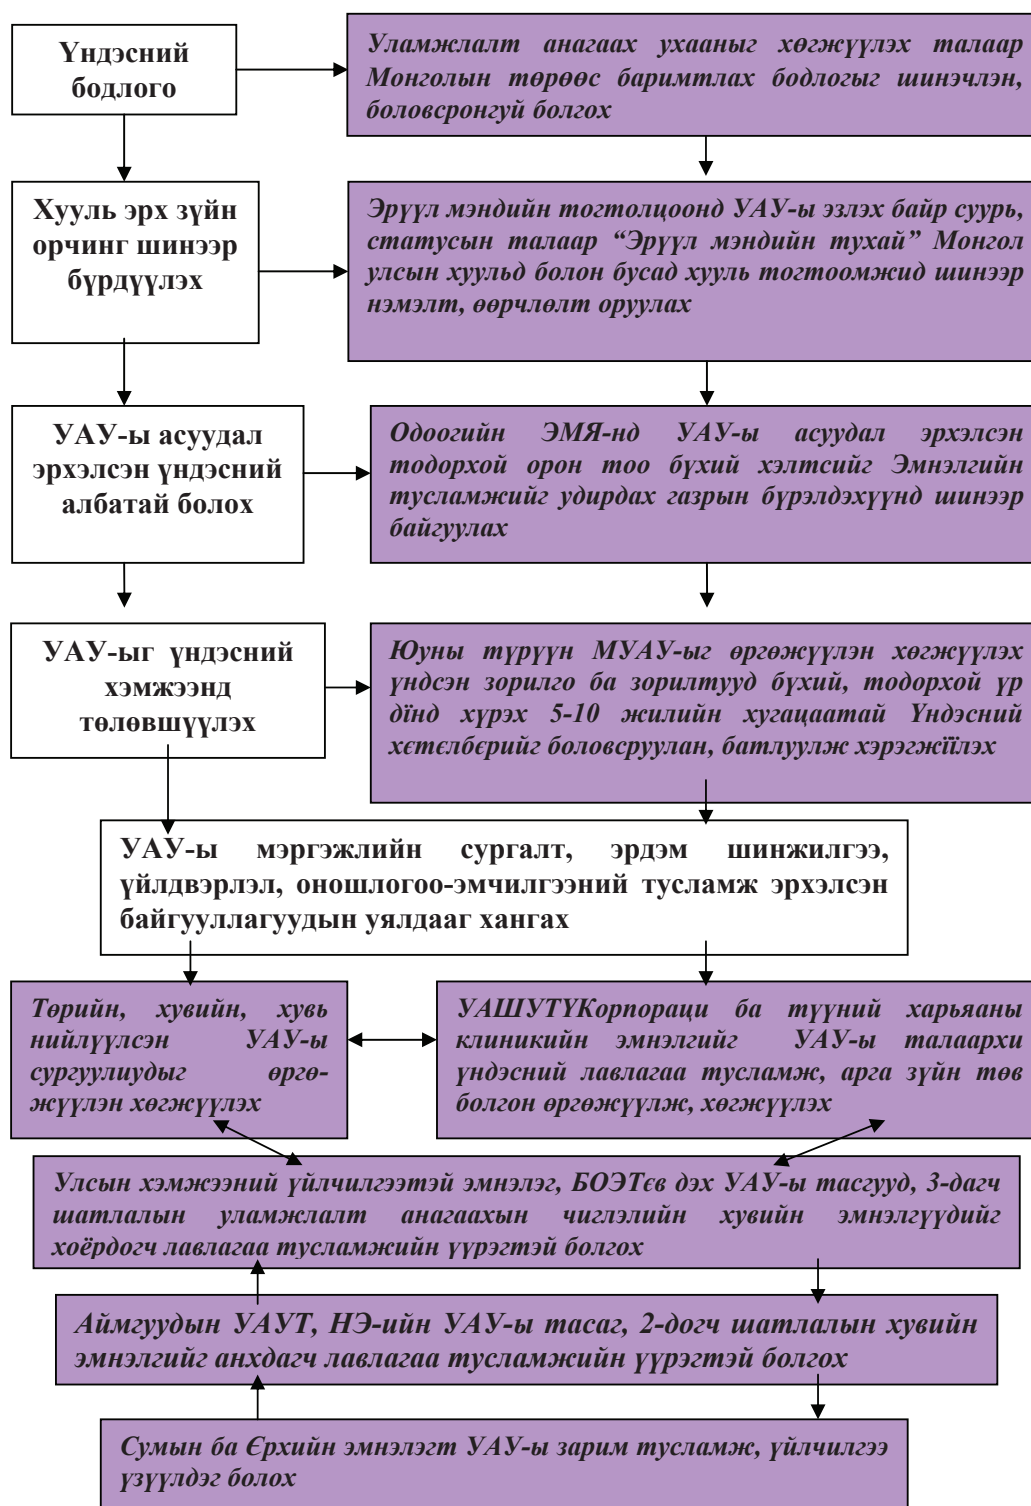 Үндэсний
бодлого
Уламжлалт анагаах ухааныг хөгжүүлэх талаар
Монголын төрөөс баримтлах бодлогыг шинэчлэн,
боловсронгуй болгох
Хууль эрх зүйн
орчинг шинээр
бүрдүүлэх
Эрүүл мэндийн тогтолцоонд УАУ-ы эзлэх байр суурь,
статусын талаар “Эрүүл мэндийн тухай” Монгол
улсын хуульд болон бусад хууль тогтоомжид шинээр
нэмэлт, өөрчлөлт оруулах
УАУ-ы асуудал
эрхэлсэн үндэсний
албатай болох
Одоогийн ЭМЯ-нд УАУ-ы асуудал эрхэлсэн
тодорхой орон тоо бүхий хэлтсийг Эмнэлгийн
тусламжийг удирдах газрын бүрэлдэхүүнд шинээр
байгуулах
УАУ-ыг үндэсний
хэмжээнд
төлөвшүүлэх
Юуны түрүүн МУАУ-ыг өргөжүүлэн хөгжүүлэх
үндсэн зорилго ба зорилтууд бүхий, тодорхой үр
дїнд хүрэх 5-10 жилийн хугацаатай Үндэсний
хєтєлбєрийг боловсруулан, батлуулж хэрэгжїїлэх
УАУ-ы мэргэжлийн сургалт, эрдэм шинжилгээ,
үйлдвэрлэл, оношлогоо-эмчилгээний тусламж эрхэлсэн
байгууллагуудын уялдааг хангах
Төрийн, хувийн, хувь
нийлүүлсэн УАУ-ы
сургуулиудыг өргө-
жүүлэн хөгжүүлэх
УАШУТҮКорпораци ба түүний харьяаны
клиникийн эмнэлгийг УАУ-ы талаархи
үндэсний лавлагаа тусламж, арга зүйн төв
болгон өргөжүүлж, хөгжүүлэх
Улсын хэмжээний үйлчилгээтэй эмнэлэг, БОЭТєв дэх УАУ-ы тасгууд, 3-дагч
шатлалын уламжлалт анагаахын чиглэлийн хувийн эмнэлгүүдийг
хоёрдогч лавлагаа тусламжийн үүрэгтэй болгох
Аймгуудын УАУТ, НЭ-ийн УАУ-ы тасаг, 2-догч шатлалын хувийн
эмнэлгийг анхдагч лавлагаа тусламжийн үүрэгтэй болгох
Сумын ба Єрхийн эмнэлэгт УАУ-ы зарим тусламж, үйлчилгээ
үзүүлдэг болох